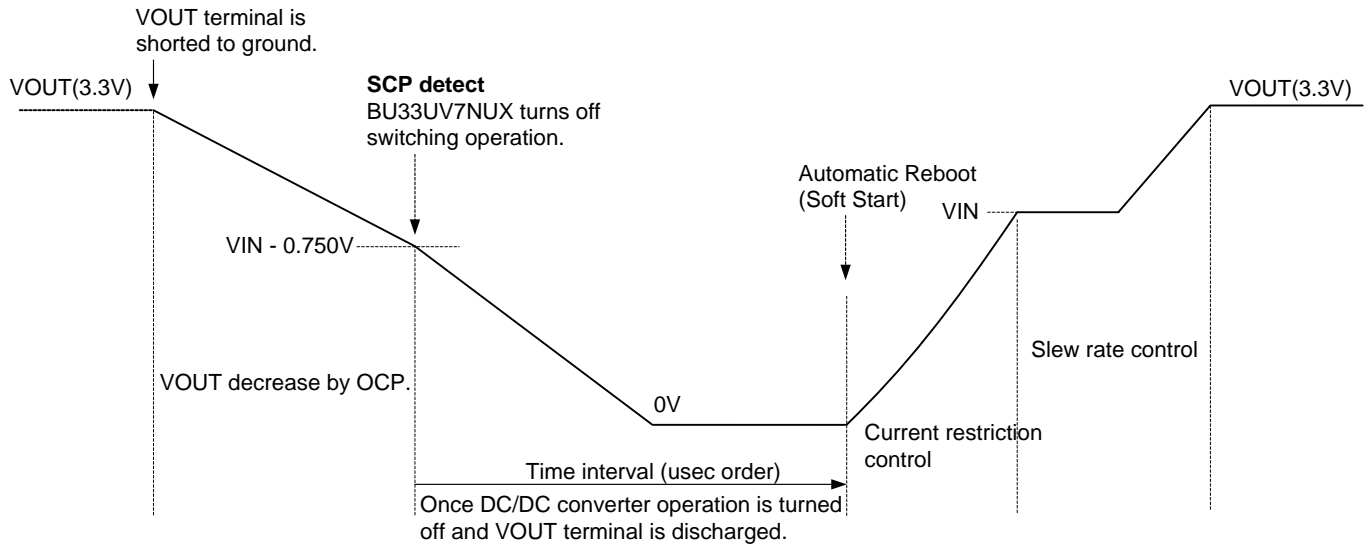 VOUT terminal is
shorted to ground.
VOUT(3.3V)
SCP detect
BU33UV7NUX turns off
switching operation.
VOUT(3.3V)
Automatic Reboot
(Soft Start)
VIN
VIN - 0.750V
Slew rate control
VOUT decrease by OCP.
0V
Current restriction
control
Time interval (usec order)
Once DC/DC converter operation is turned
off and VOUT terminal is discharged.